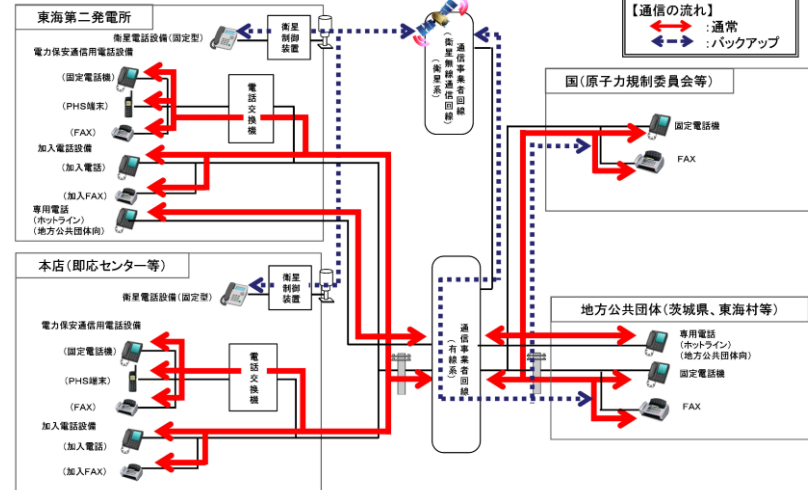 【通信の流れ】
:通常
:バックアップ
東海第二発電所
衛星電話設備(固定型)
衛星
制御
装置
電力保安通信用電話設備
(固定電話機)
(PHS端末)
(FAX)
電話交換機
加入電話設備
(加入電話)
(加入FAX)
専用電話
(ホットライン)
(地方公共団体向)
通信事業者回線
(衛星無線通信回線)
(衛星系)
国(原子力規制委員会等)
固定電話機
FAX
本店(即応センター等)
衛星電話設備(固定型)
衛星
制御
装置
電力保安通信用電話設備
(固定電話機)
(PHS端末)
(FAX)
電話交換機
加入電話設備
(加入電話)
(加入FAX)
通信事業者回線
(有線系)
地方公共団体(茨城県、東海村等)
専用電話
(ホットライン)
(地方公共団体向)
固定電話機
FAX